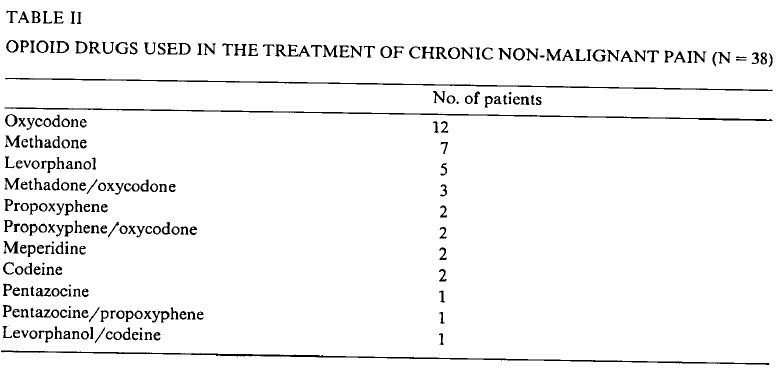 TABLE II
OPIOID DRUGS USED IN THE TREATMENT OF CHRONIC NON-MALIGNANT PAIN (N = 38)
No. of patients
Oxycodone 12
Methadone 7
Levorphanol 5
Methadone/oxycodone 3
Propoxyphene 2
Propoxyphene/oxycodone 2
Meperidine 2
Codeine 2
Pentazocine 1
Pentazocine/propoxyphene 1
Levorphanol/codeine 1